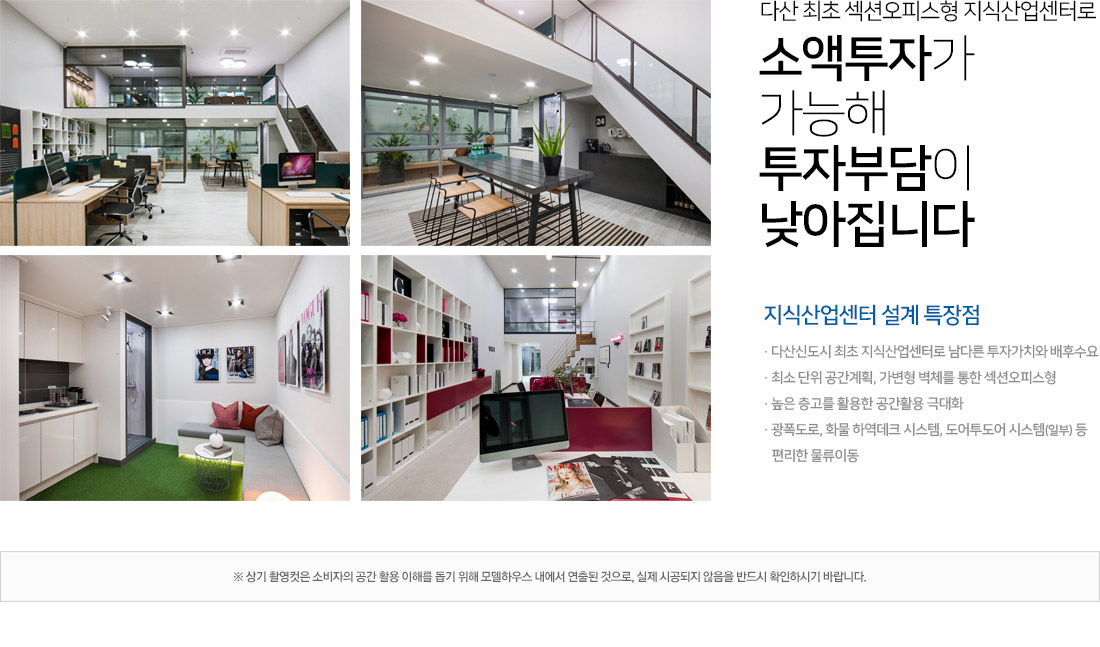 다산 최초 섹션오피스형 지식산업센터로
소액투자가
가능해
투자부담이
낮아집니다
지식산업센터 설계 특장점
· 다산신도시 최초 지식산업센터로 남다른 투자가치와 배후수요
· 최소 단위 공간계획, 가변형 벽체를 통한 섹션오피스형
· 높은 층고를 활용한 공간활용 극대화
· 광폭도로, 화물 하역데크 시스템, 도어투도어 시스템(일부) 등
편리한 물류이동
24
VOGUE
VOGUE
VOGUE
G
VOGUE
※ 상기 촬영컷은 소비자의 공간 활용 이해를 돕기 위해 모델하우스 내에서 연출된 것으로, 실제 시공되지 않음을 반드시 확인하시기 바랍니다.